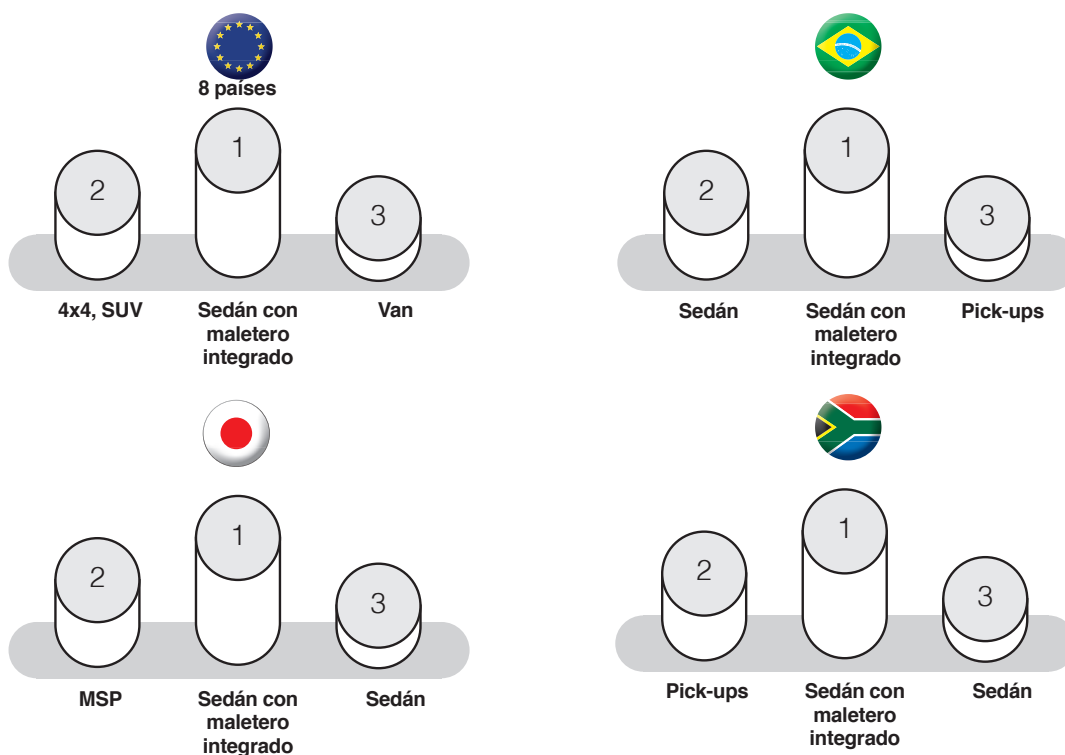 8 países
1
2
3
4x4, SUV
Sedán con
maletero
integrado
Van
1
2
3
Sedán
Sedán con
maletero
integrado
Pick-ups
1
2
3
MSP
Sedán con
maletero
integrado
Sedán
1
2
3
Pick-ups
Sedán con
maletero
integrado
Sedán